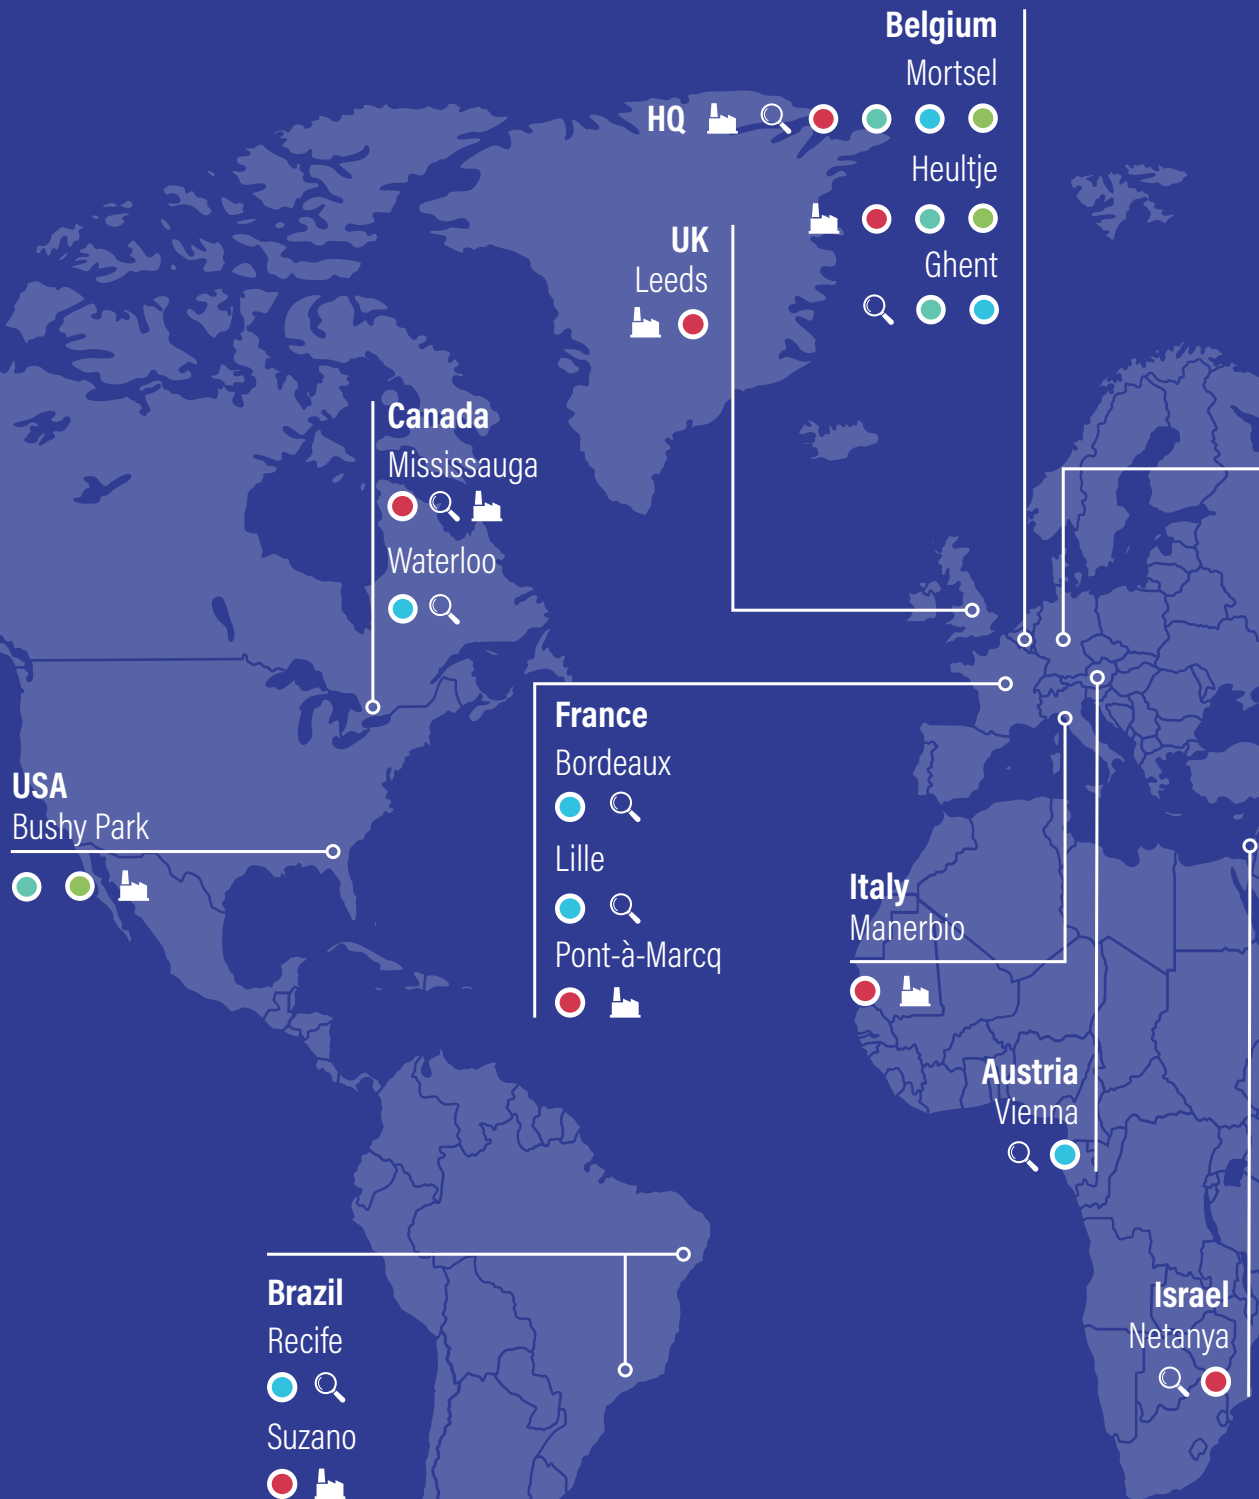 Belgium
Mortsel
HQ
Heultje
Ghent
UK
Leeds
Canada
Mississauga
Waterloo
France
Bordeaux
Lille
Pont-à-Marcq
USA
Bushy Park
Italy
Manerbio
Austria
Vienna
Brazil
Recife
Suzano
Israel
Netanya